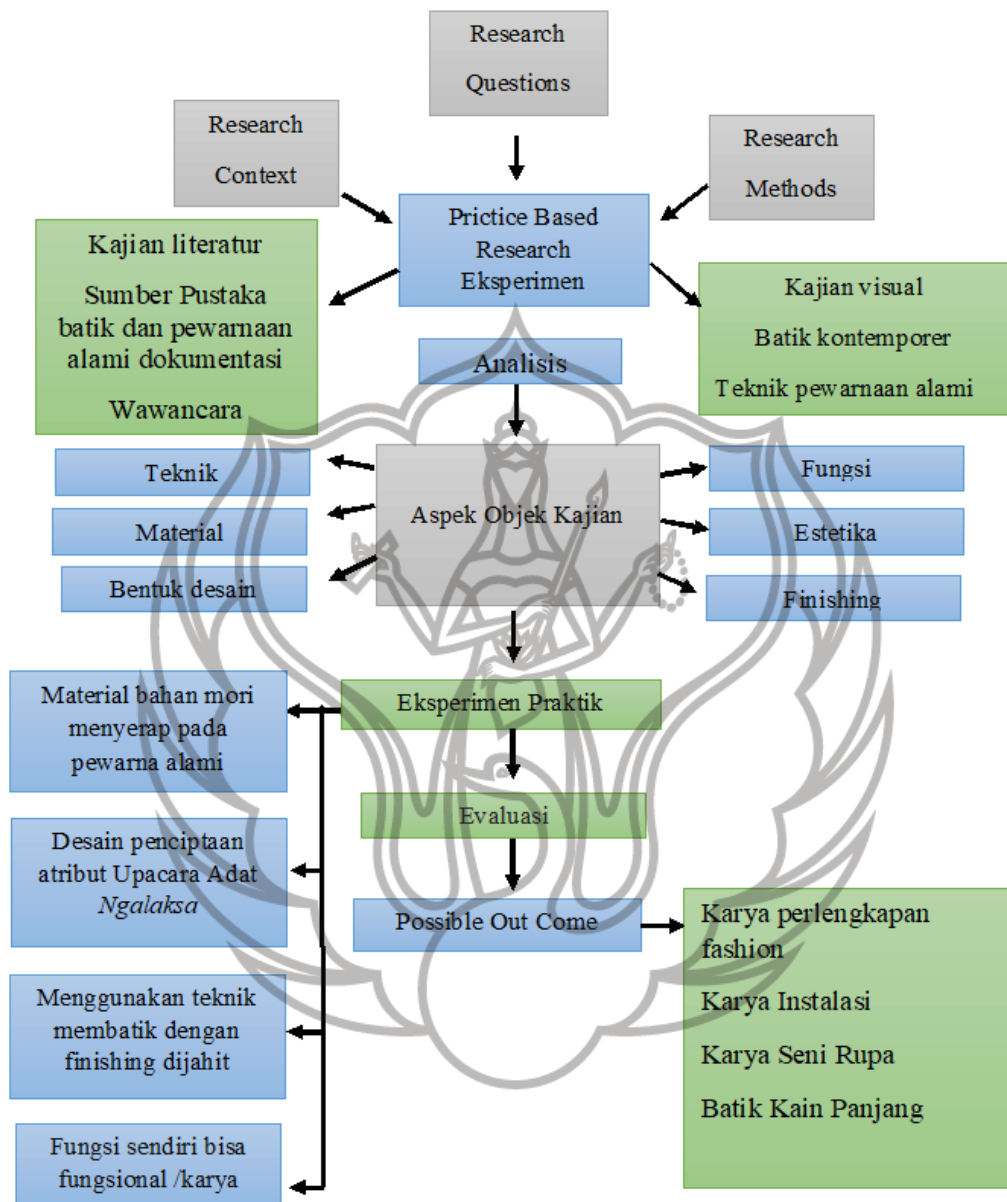 Research
Questions
Research
Context
Research
Methods
Prictice Based
Research
Eksperimen
Kajian literatur
Sumber Pustaka
batik dan pewarnaan
alami dokumentasi
Wawancara
Kajian visual
Batik kontemporer
Teknik pewarnaan alami
Analisis
Teknik
Material
Bentuk desain
Aspek Objek Kajian
Fungsi
Estetika
Finishing
Eksperimen Praktik
Material bahan mori
menyerap pada
pewarna alami
Desain penciptaan
atribut Upacara Adat
Ngalaksa
Menggunakan teknik
membatik dengan
finishing dijahit
Fungsi sendiri bisa
fungsional /karya
Evaluasi
Possible Out Come
Karya perlengkapan
fashion
Karya Instalasi
Karya Seni Rupa
Batik Kain Panjang